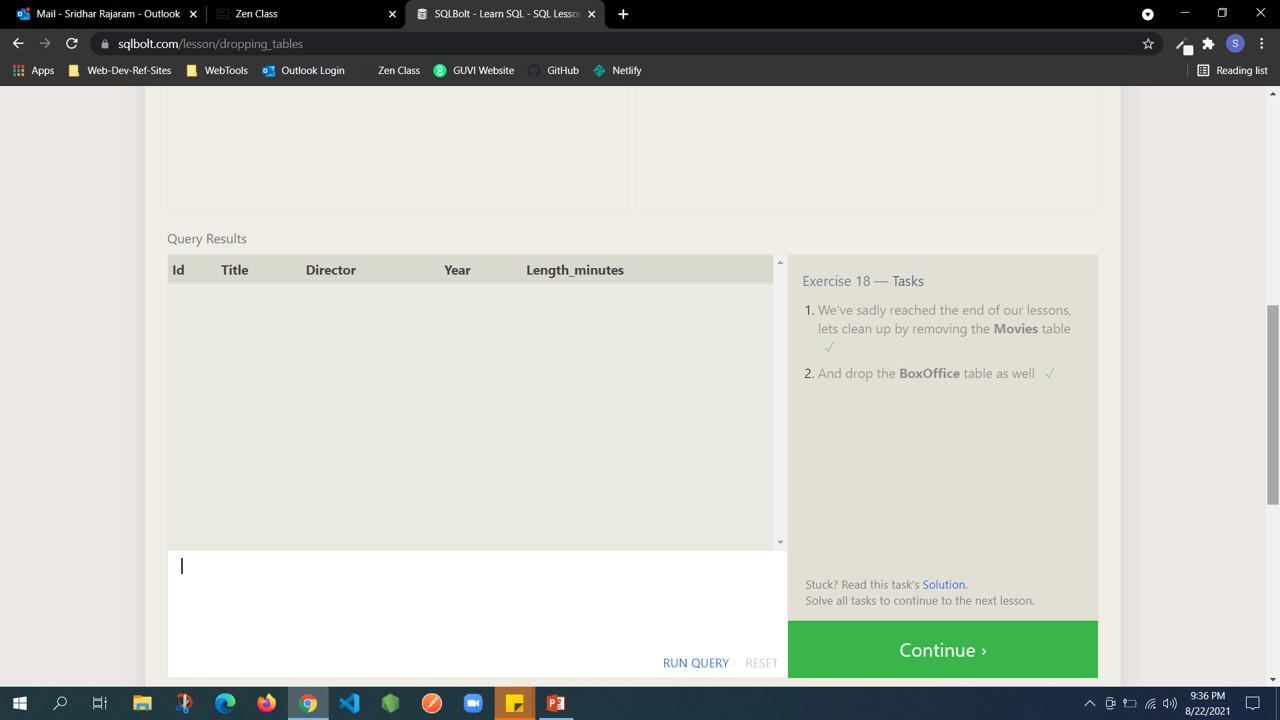 Mail - Sridhar Rajaram - Outlook
Zen Class
SQLBolt - Learn SQL - SQL Lesso
sqlbolt.com/lesson/dropping_tables
S
Apps
Web-Dev-Ref-Sites
WebTools
Outlook Login
Zen Class
GUVI Website
GitHub
Netlify
Reading list
Query Results
Id Title Director Year Length_minutes
Exercise 18 — Tasks
1. We've sadly reached the end of our lessons,
lets clean up by removing the Movies table
✓
2. And drop the BoxOffice table as well ✓
Stuck? Read this task's Solution.
Solve all tasks to continue to the next lesson.
RUN QUERY RESET
Continue ›
9:36 PM
8/22/2021